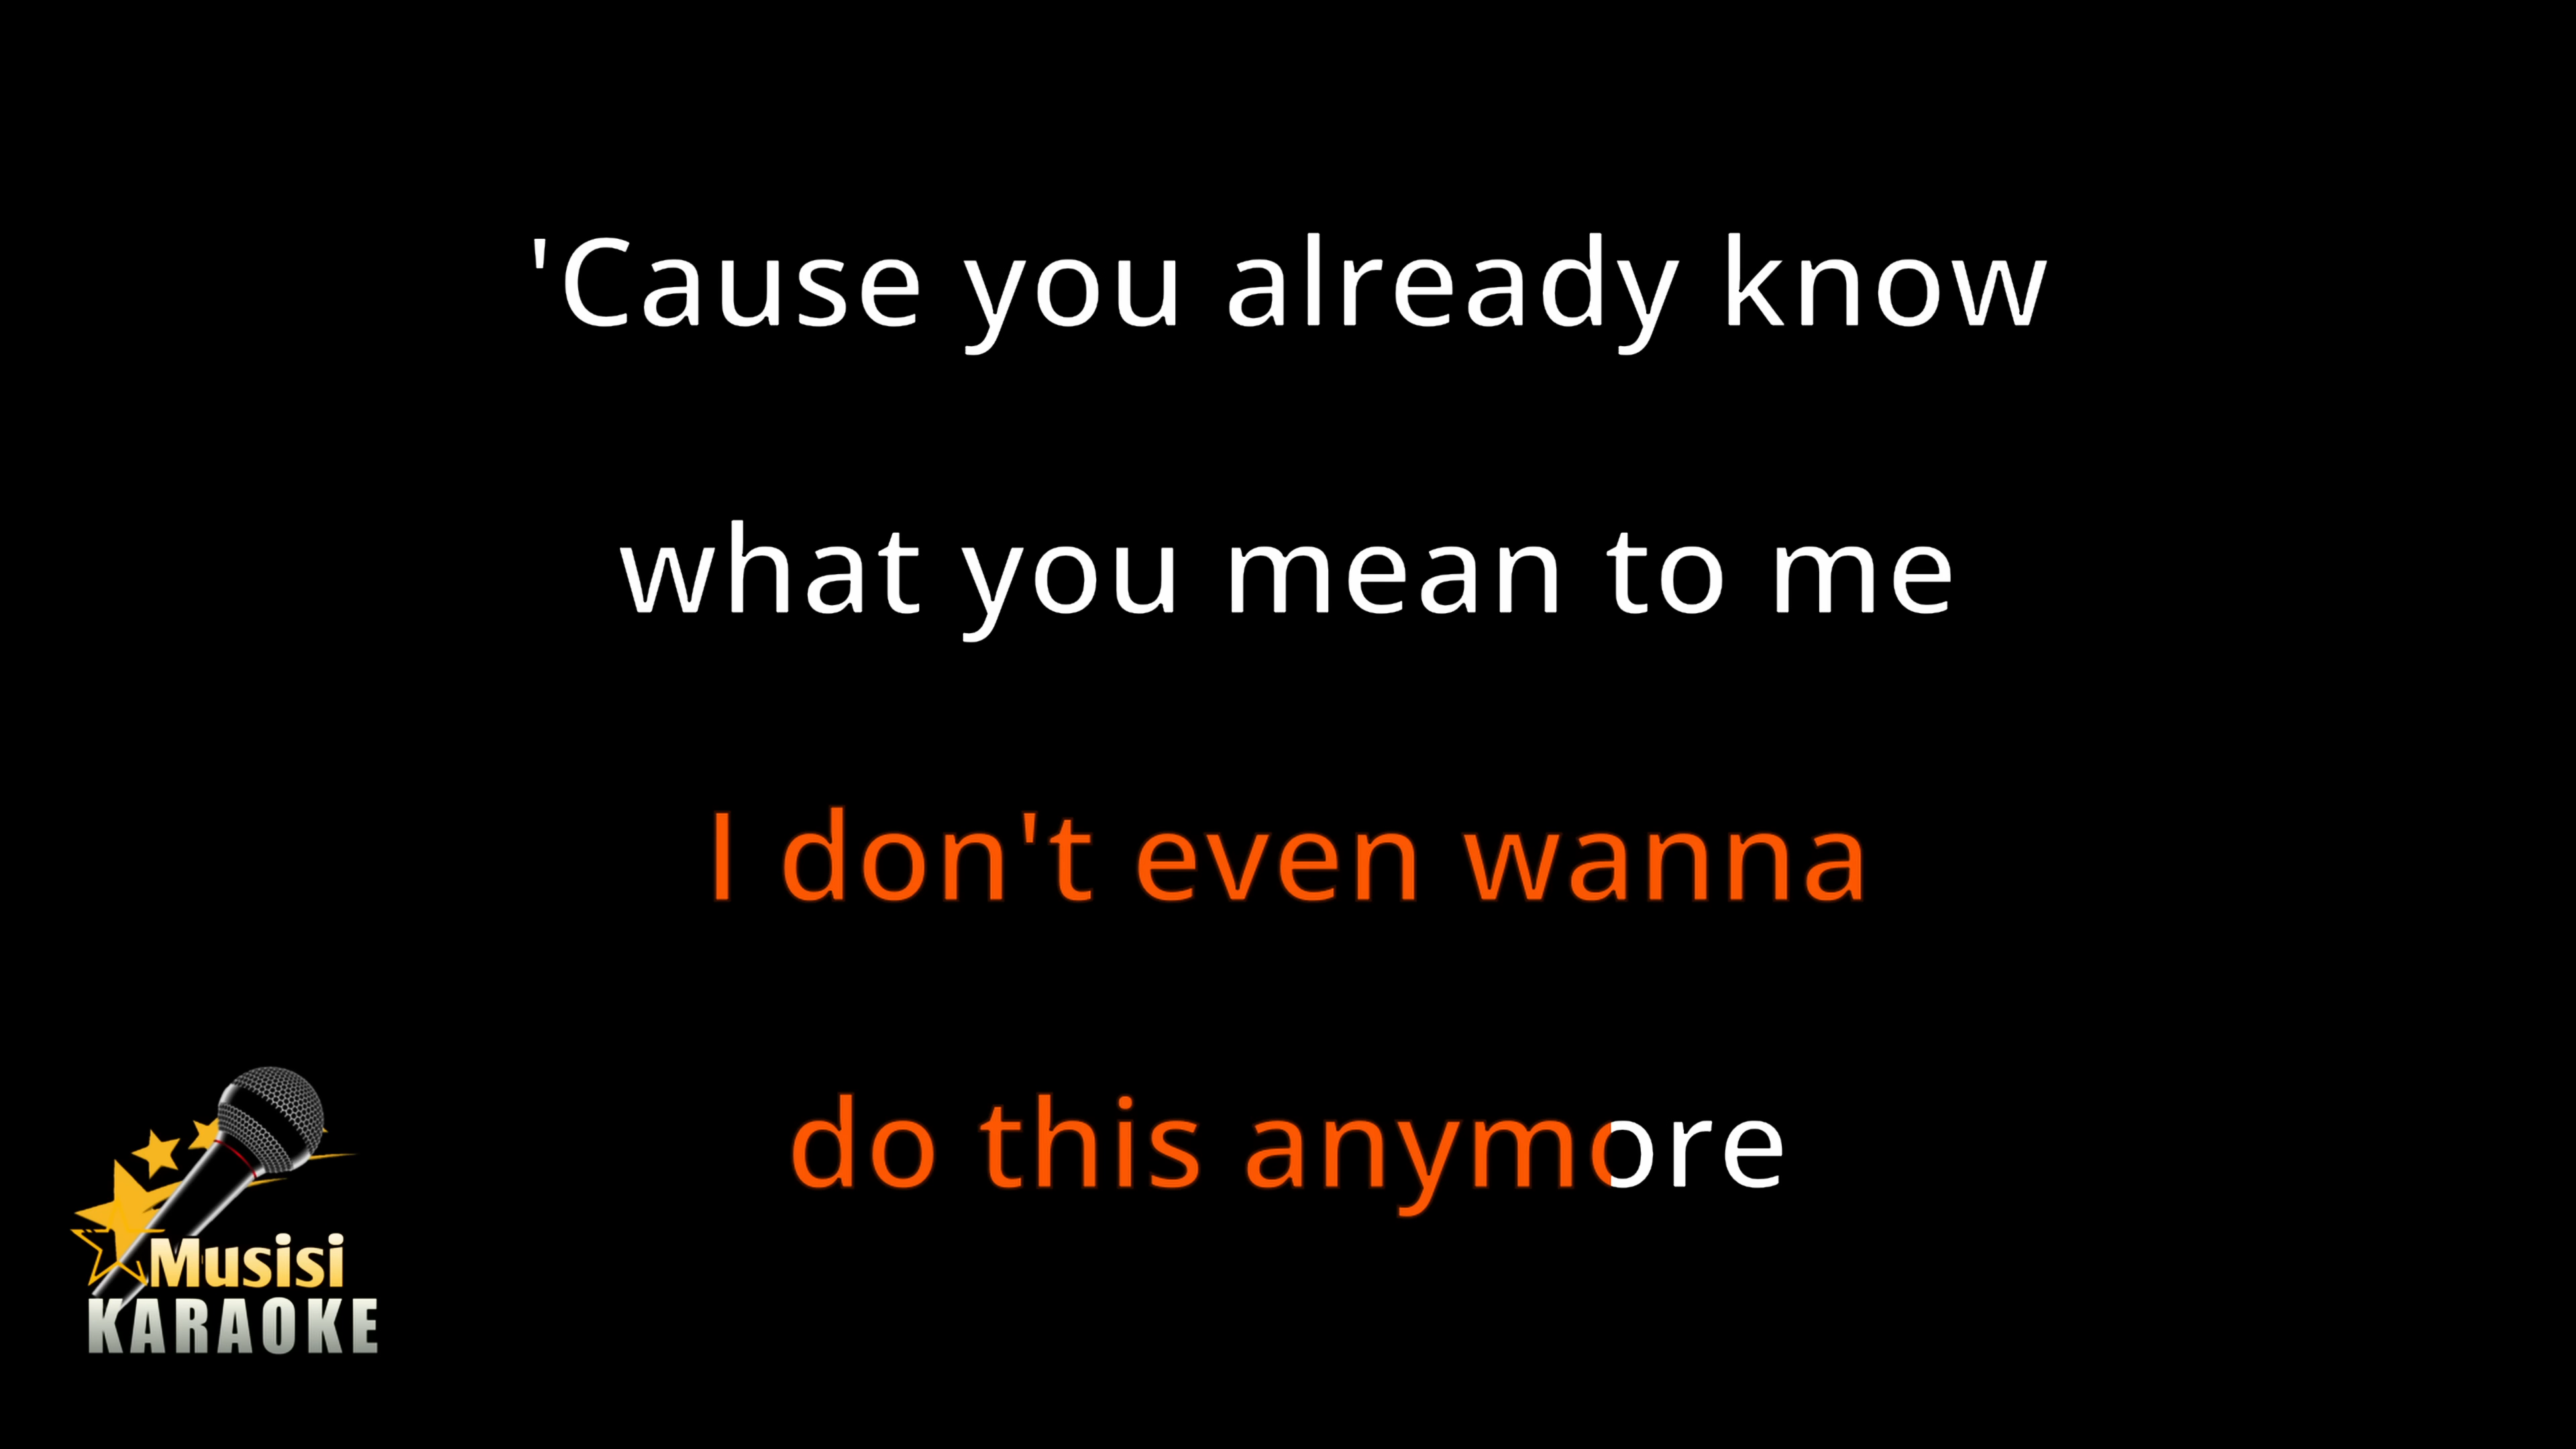 'Cause you already know
what you mean to me
I don't even wanna
do this anymore
Musisi
KARAOKE